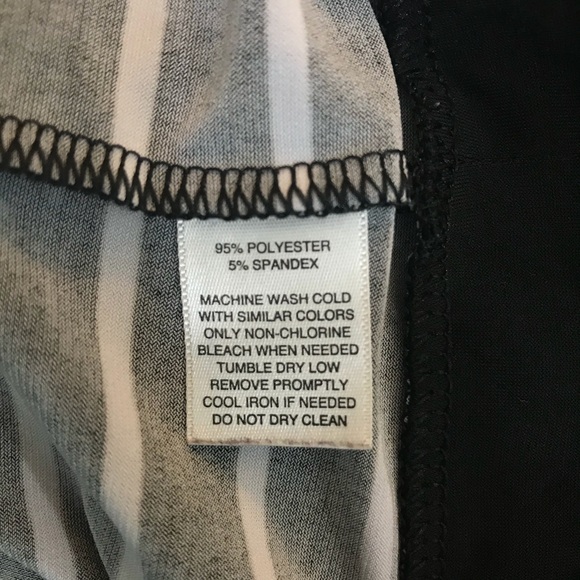 95% POLYESTER
5% SPANDEX
MACHINE WASH COLD
WITH SIMILAR COLORS
ONLY NON-CHLORINE
BLEACH WHEN NEEDED
TUMBLE DRY LOW
REMOVE PROMPTLY
COOL IRON IF NEEDED
DO NOT DRY CLEAN